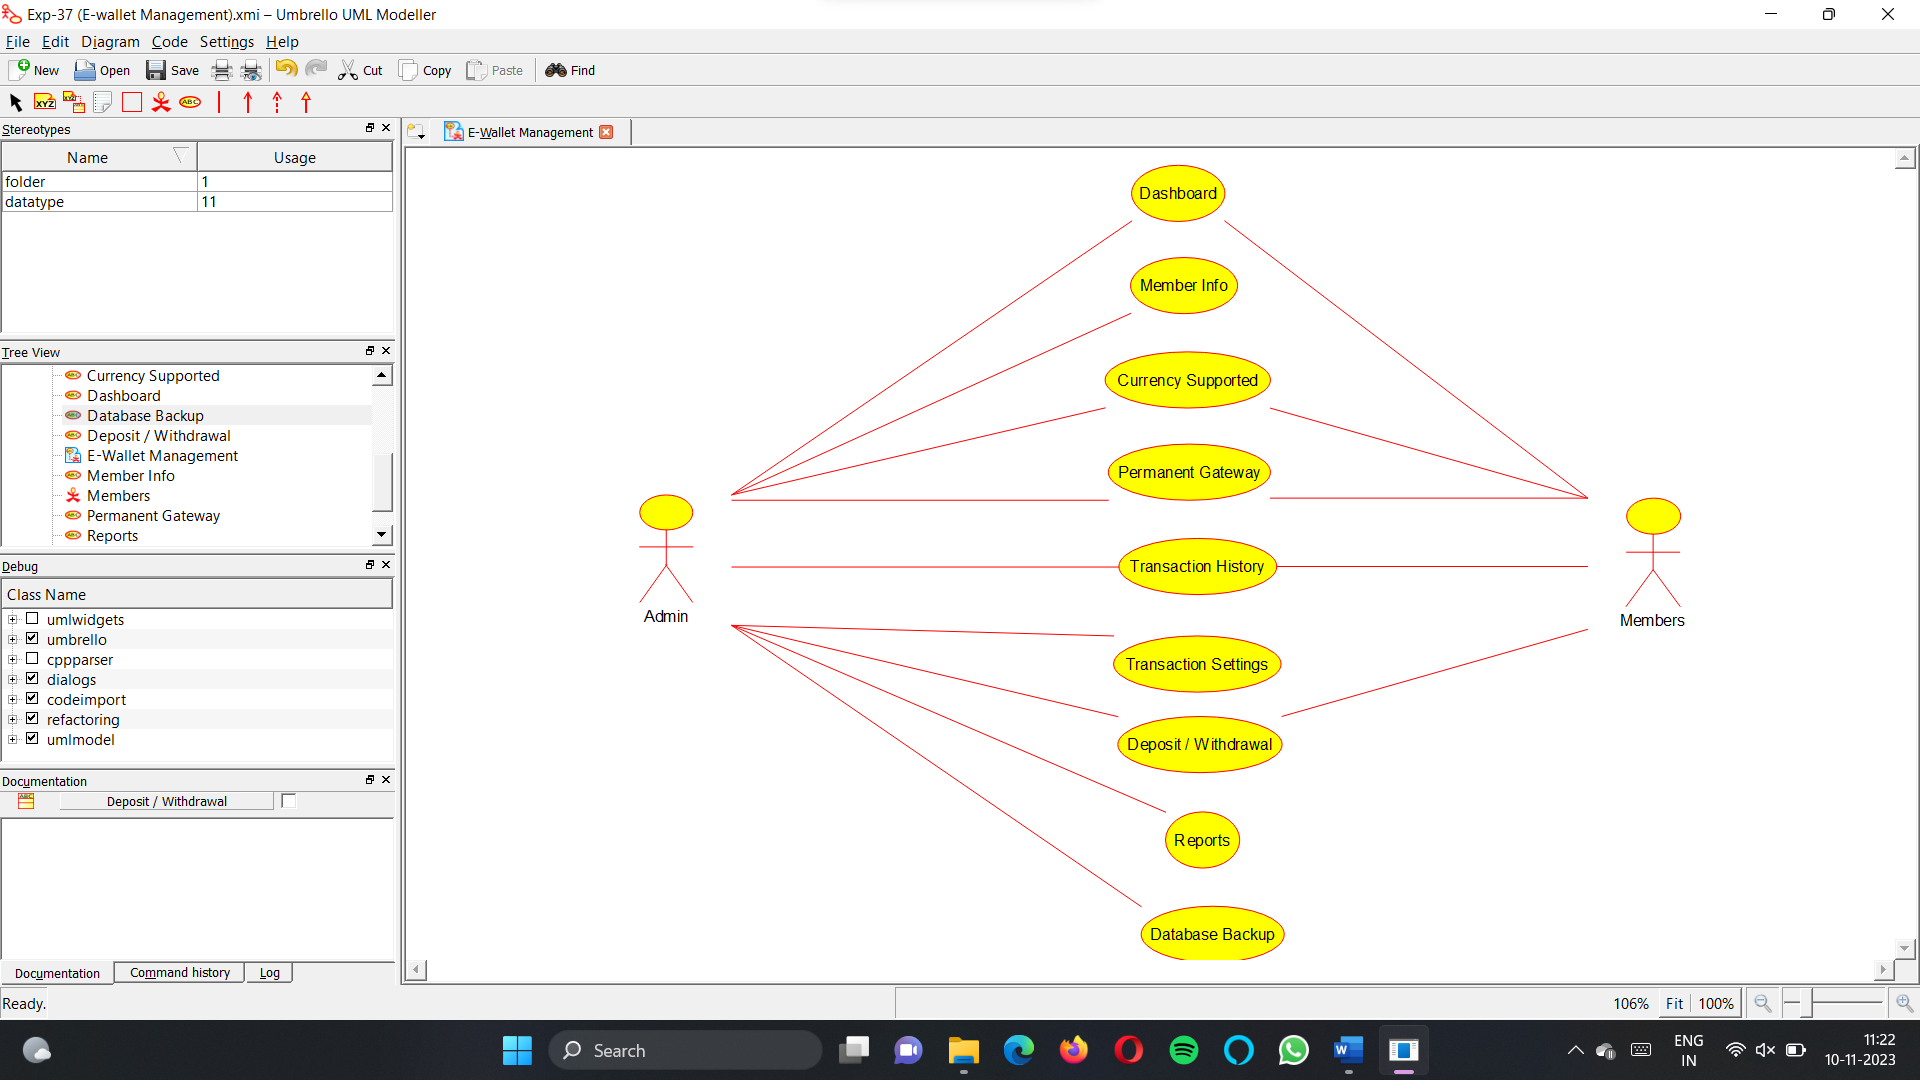 Exp-37 (E-wallet Management).xmi – Umbrello UML Modeller
File Edit Diagram Code Settings Help
New Open Save Cut Copy Paste Find
XYZ XYZ ABC
Stereotypes
Name Usage
folder 1
datatype 11
Tree View
Currency Supported
Dashboard
Database Backup
Deposit / Withdrawal
E-Wallet Management
Member Info
Members
Permanent Gateway
Reports
Debug
Class Name
umlwidgets
umbrello
cppparser
dialogs
codeimport
refactoring
umlmodel
Documentation
Deposit / Withdrawal
Documentation Command history Log
E-Wallet Management
Dashboard
Member Info
Currency Supported
Permanent Gateway
Transaction History
Admin
Members
Transaction Settings
Deposit / Withdrawal
Reports
Database Backup
Ready.
106% Fit 100%
Search
ENG
IN
11:22
10-11-2023